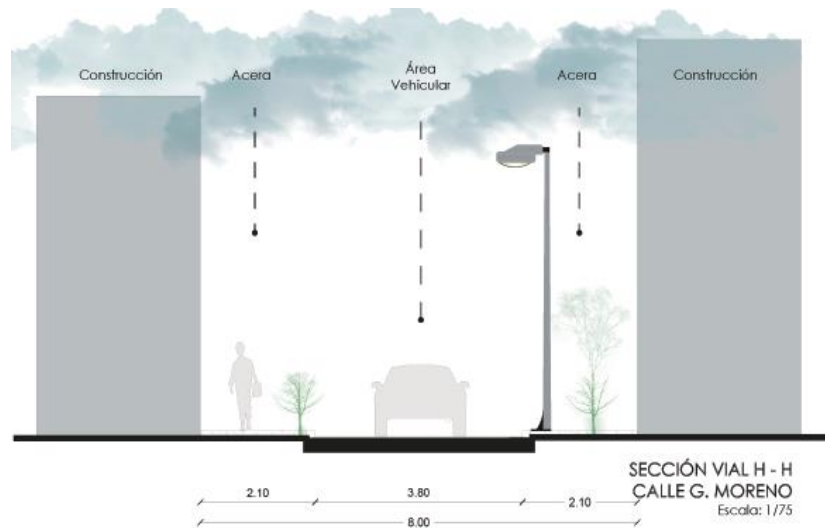 Construcción
Acera
Área
Vehicular
Acera
Construcción
SECCIÓN VIAL H - H
CALLE G. MORENO
Escala: 1/75
2.10
3.80
2.10
8.00